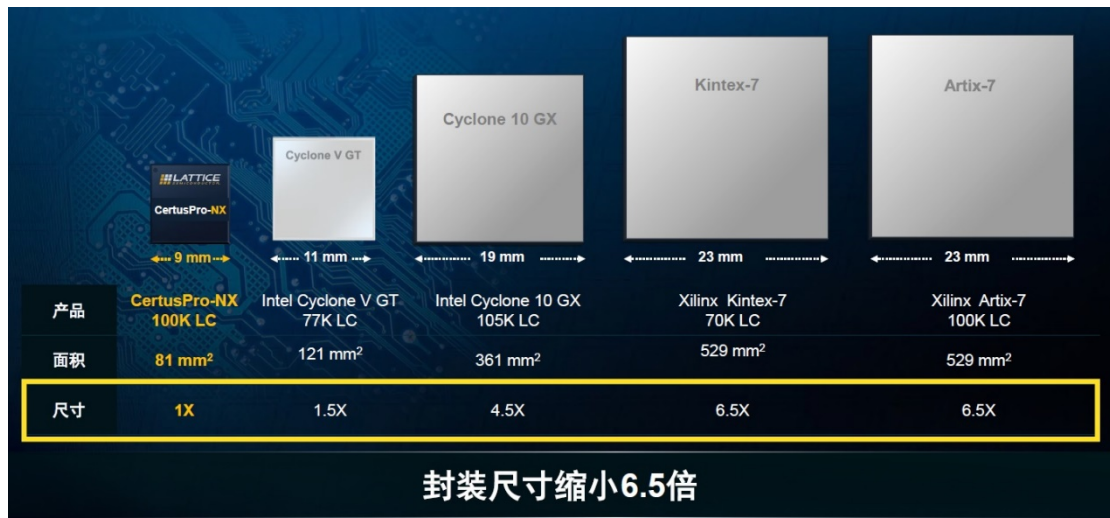 Kintex-7
Artix-7
Cyclone 10 GX
Cyclone V GT
LATTICE
SEMICONDUCTOR
CertusPro-NX
9 mm
11 mm
19 mm
23 mm
23 mm
产品
CertusPro-NX
100K LC
Intel Cyclone V GT
77K LC
Intel Cyclone 10 GX
105K LC
Xilinx Kintex-7
70K LC
Xilinx Artix-7
100K LC
面积
81 mm²
121 mm²
361 mm²
529 mm²
529 mm²
尺寸
1X
1.5X
4.5X
6.5X
6.5X
封装尺寸缩小6.5倍